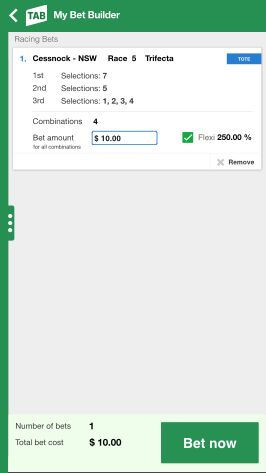 TAB My Bet Builder
Racing Bets
1. Cessnock - NSW Race 5 Trifecta TOTE
1st Selections: 7
2nd Selections: 5
3rd Selections: 1, 2, 3, 4
Combinations 4
Bet amount $ 10.00 Flexi 250.00 %
for all combinations
Remove
Number of bets 1
Total bet cost $ 10.00
Bet now